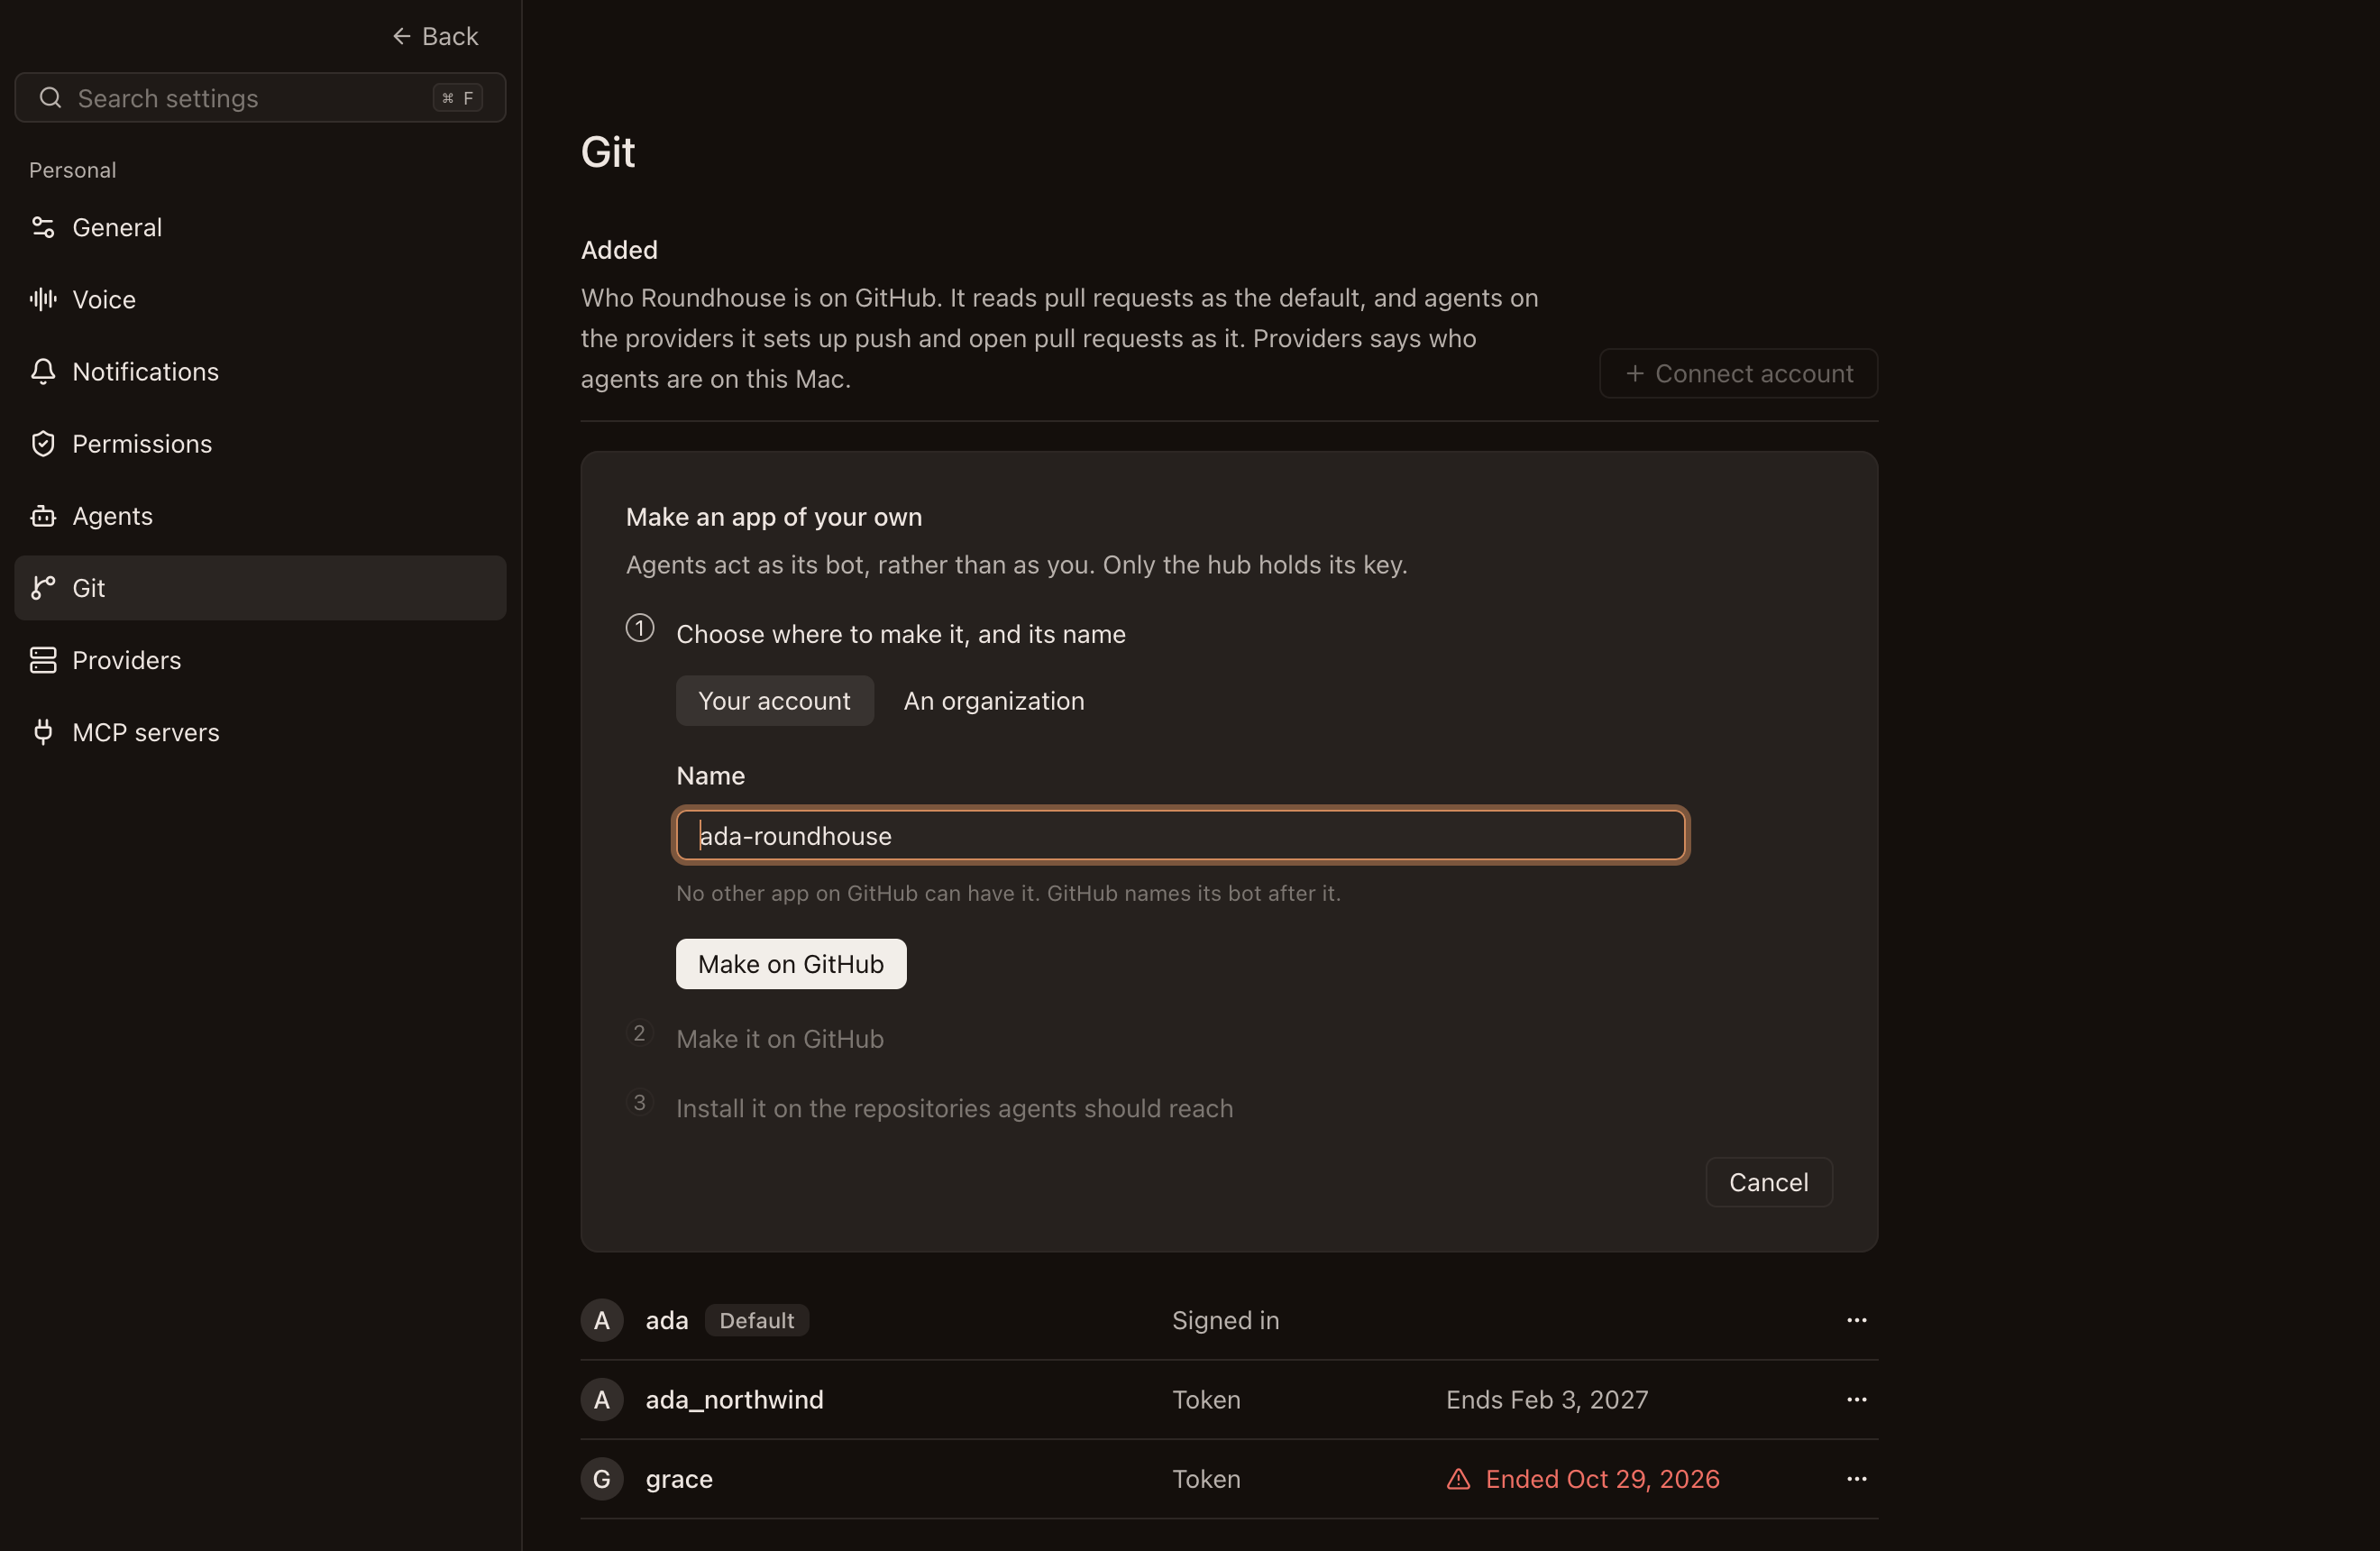 Back
Search settings
⌘ F
Personal
General
Voice
Notifications
Permissions
Agents
Git
Providers
MCP servers
Git
Added
Who Roundhouse is on GitHub. It reads pull requests as the default, and agents on
the providers it sets up push and open pull requests as it. Providers says who
agents are on this Mac.
Connect account
Make an app of your own
Agents act as its bot, rather than as you. Only the hub holds its key.
1 Choose where to make it, and its name
Your account An organization
Name
ada-roundhouse
No other app on GitHub can have it. GitHub names its bot after it.
Make on GitHub
2 Make it on GitHub
3 Install it on the repositories agents should reach
Cancel
A ada Default Signed in
A ada_northwind Token Ends Feb 3, 2027
G grace Token Ended Oct 29, 2026